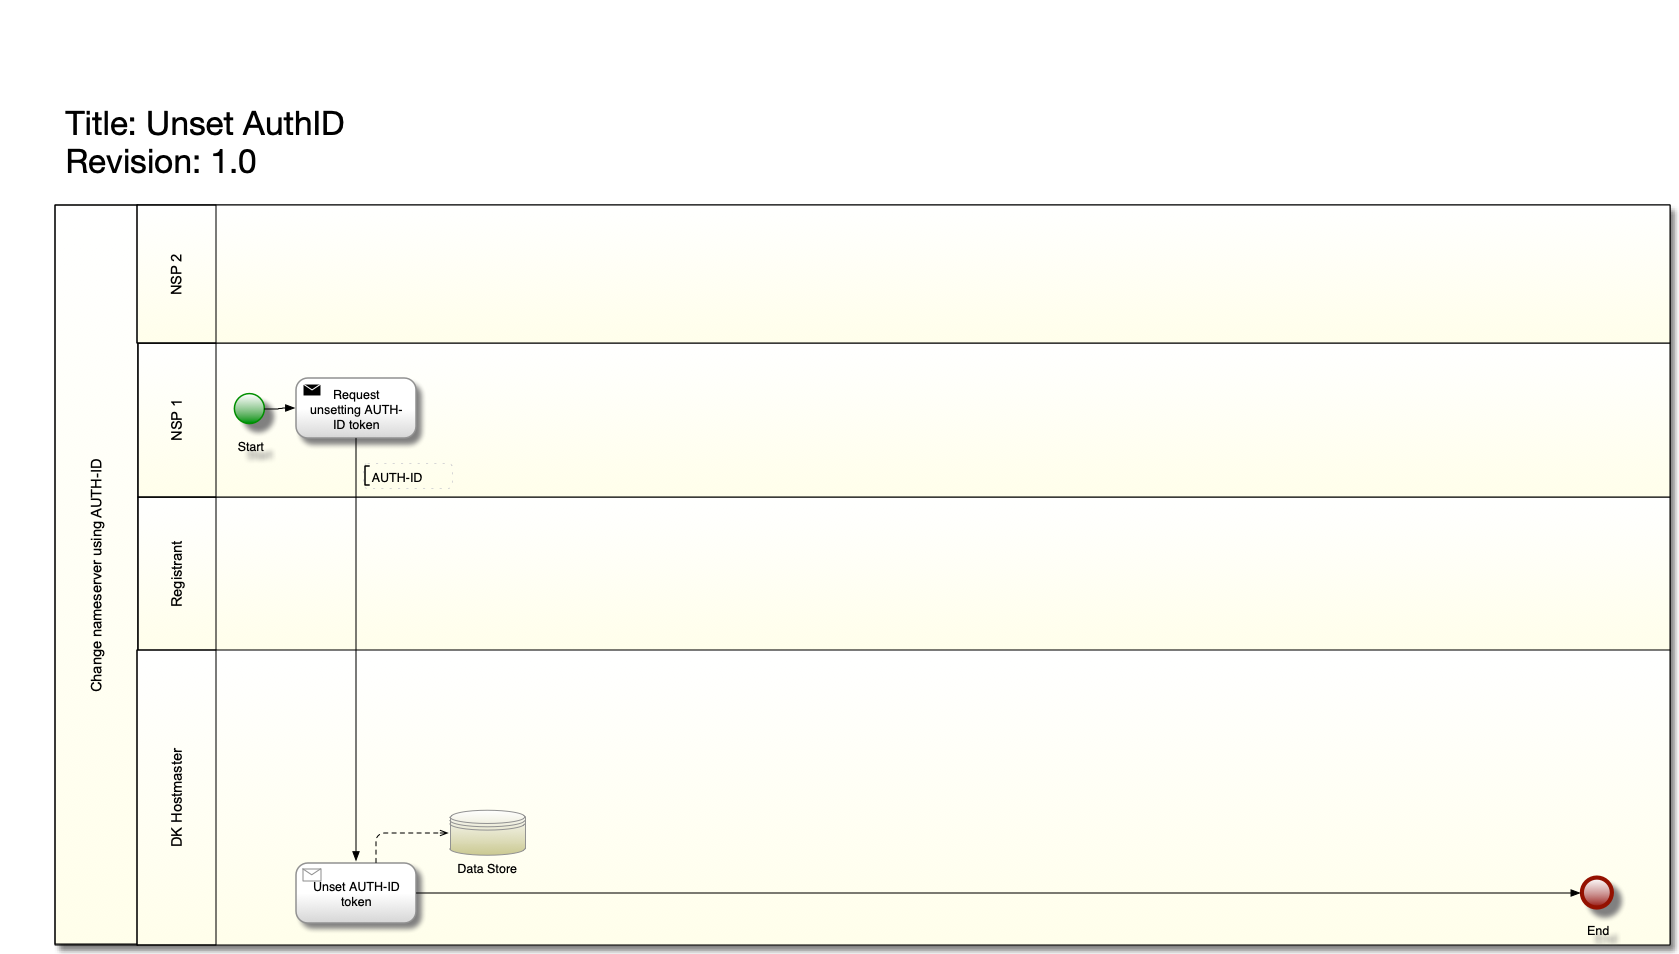 Title: Unset AuthID
Revision: 1.0
Change nameserver using AUTH-ID
NSP 2
NSP 1
Start
Request
unsetting AUTH-
ID token
AUTH-ID
Registrant
DK Hostmaster
Data Store
Unset AUTH-ID
token
End